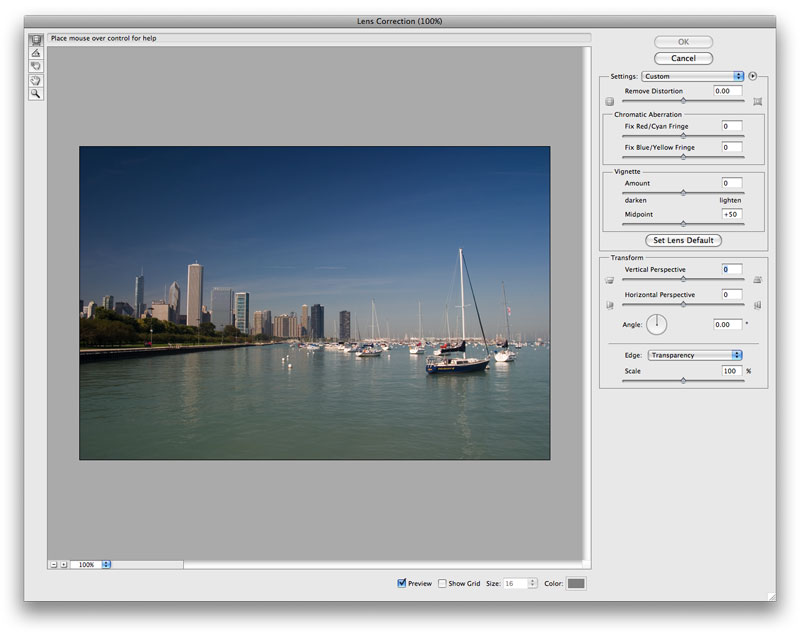 Lens Correction (100%)
Place mouse over control for help
OK
Cancel
Settings: Custom
Remove Distortion 0.00
Chromatic Aberration
Fix Red/Cyan Fringe 0
Fix Blue/Yellow Fringe 0
Vignette
Amount 0
darken lighten
Midpoint +50
Set Lens Default
Transform
Vertical Perspective 0
Horizontal Perspective 0
Angle: 0.00 °
Edge: Transparency
Scale 100 %
100%
Preview Show Grid Size: 16 Color: